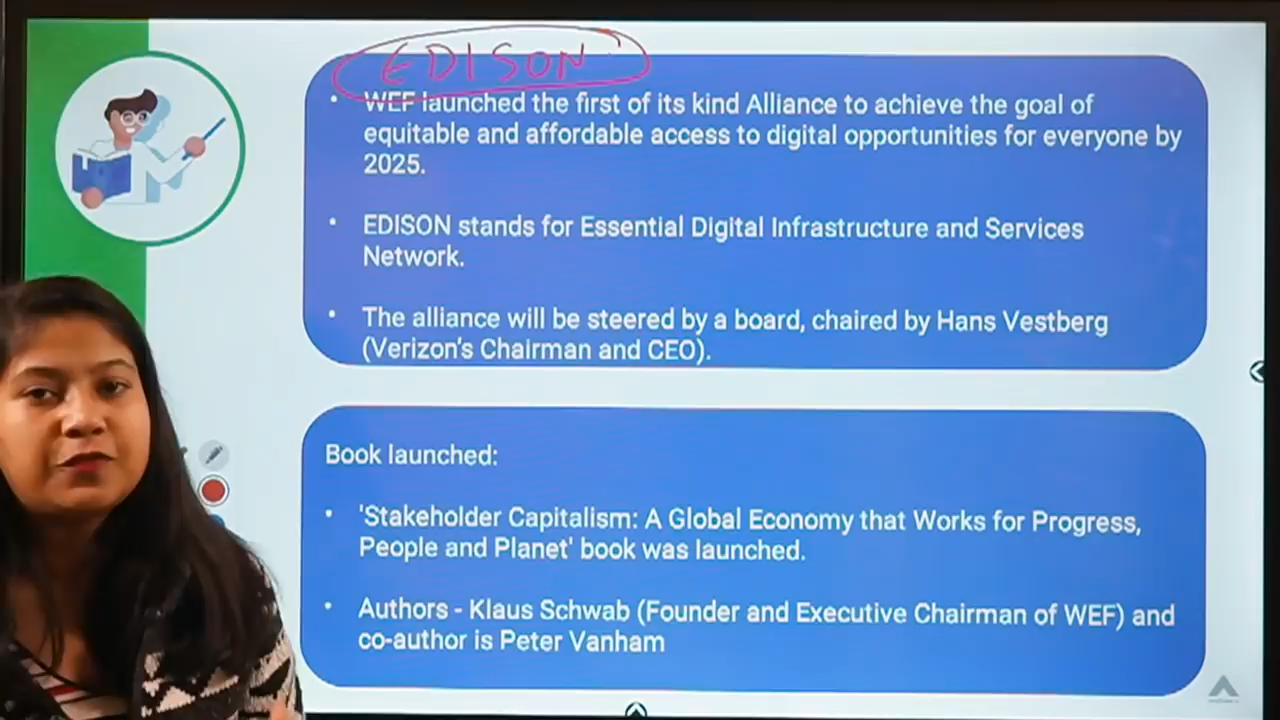 EDISON
• WEF launched the first of its kind Alliance to achieve the goal of
equitable and affordable access to digital opportunities for everyone by
2025.
• EDISON stands for Essential Digital Infrastructure and Services
Network.
• The alliance will be steered by a board, chaired by Hans Vestberg
(Verizon's Chairman and CEO).
Book launched:
• 'Stakeholder Capitalism: A Global Economy that Works for Progress,
People and Planet' book was launched.
• Authors - Klaus Schwab (Founder and Executive Chairman of WEF) and
co-author is Peter Vanham